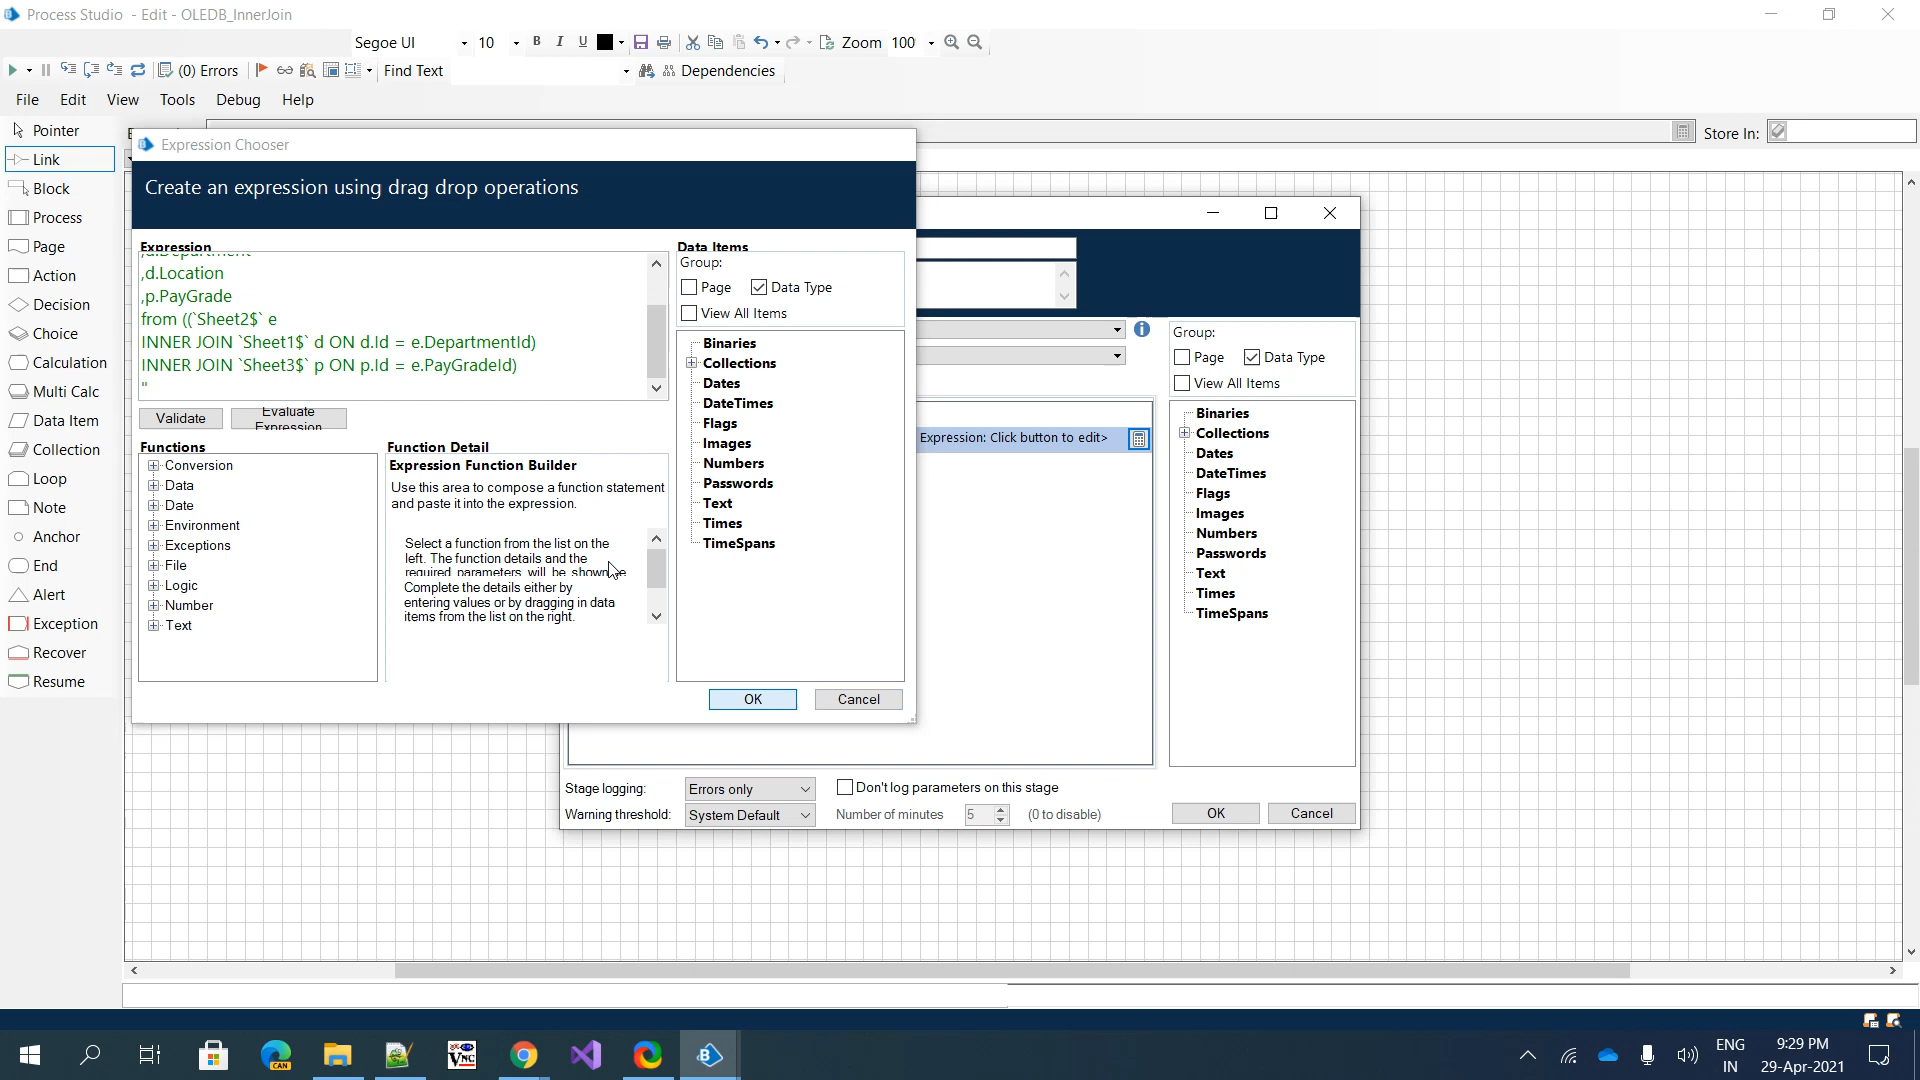 Process Studio - Edit - OLEDB_InnerJoin
Segoe UI 10 B I U Zoom 100
(0) Errors Find Text Dependencies
File Edit View Tools Debug Help
Pointer
Link
Block
Process
Page
Action
Decision
Choice
Calculation
Multi Calc
Data Item
Collection
Loop
Note
Anchor
End
Alert
Exception
Recover
Resume
Store In:
Expression Chooser
Create an expression using drag drop operations
Expression
,d.Department
,d.Location
,p.PayGrade
from ((`Sheet2$` e
INNER JOIN `Sheet1$` d ON d.Id = e.DepartmentId)
INNER JOIN `Sheet3$` p ON p.Id = e.PayGradeId)
"
Validate
Evaluate Expression
Functions
Conversion
Data
Date
Environment
Exceptions
File
Logic
Number
Text
Function Detail
Expression Function Builder
Use this area to compose a function statement
and paste it into the expression.
Select a function from the list on the
left. The function details and the
required parameters will be shown
Complete the details either by
entering values or by dragging in data
items from the list on the right.
Data Items
Group:
Page Data Type
View All Items
Binaries
Collections
Dates
DateTimes
Flags
Images
Numbers
Passwords
Text
Times
TimeSpans
OK Cancel
Expression: Click button to edit>
Group:
Page Data Type
View All Items
Binaries
Collections
Dates
DateTimes
Flags
Images
Numbers
Passwords
Text
Times
TimeSpans
Stage logging: Errors only Don't log parameters on this stage
Warning threshold: System Default Number of minutes 5 (0 to disable)
OK Cancel
CAN
VNC
B
ENG
IN
9:29 PM
29-Apr-2021